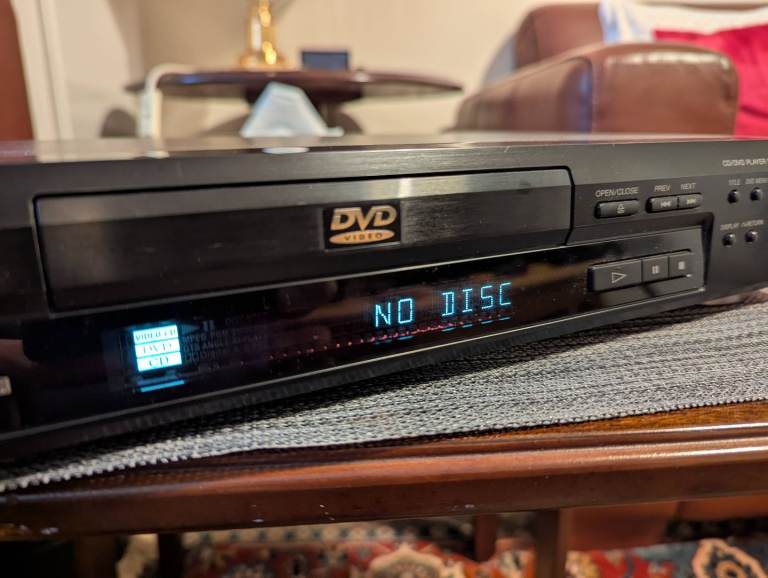 CD/DVD PLAYER
OPEN/CLOSE
PREV NEXT
TITLE DVD MENU
DISPLAY
RETURN
DVD
VIDEO
NO DISC
VIDEO CD
DVD
CD